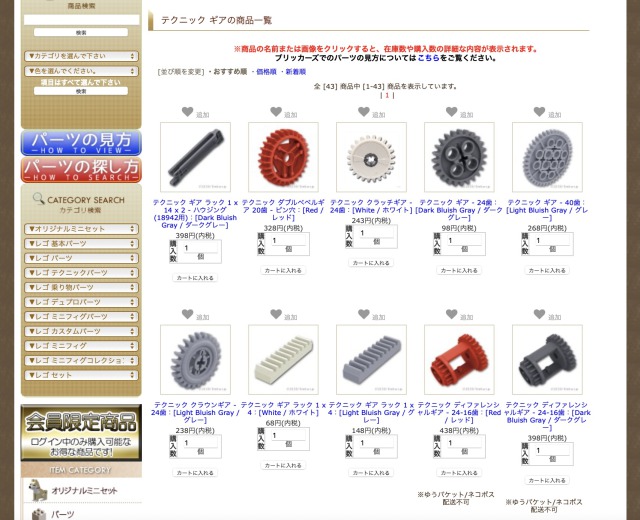 商品検索
検索
▼カテゴリを選んで下さい
▼色を選んでください。
項目はすべて選んで下さい
検索
パーツの見方
HOW TO VIEW
パーツの探し方
HOW TO SEARCH
CATEGORY SEARCH
カテゴリ検索
▼オリジナルミニセット
▼レゴ 基本パーツ
▼レゴ パーツ
▼レゴ テクニックパーツ
▼レゴ 乗り物パーツ
▼レゴ デュプロパーツ
▼レゴ ミニフィグパーツ
▼レゴ カスタムパーツ
▼レゴ ミニフィグ
▼レゴ ミニフィグコレクション
▼レゴ セット
会員限定商品
ログイン中のみ購入可能な
お得な商品です!
ITEM CATEGORY
オリジナルミニセット
パーツ
テクニック ギアの商品一覧
※商品の名前または画像をクリックすると、在庫数や購入数の詳細な内容が表示されます。
ブリッカーズでのパーツの見方については こちらをご覧ください。
[並び順を変更] ・おすすめ順 ・価格順 ・新着順
全 [43] 商品中 [1-43] 商品を表示しています。
| 1 |
追加
テクニック ギア ラック 1 x
14 x 2 - ハウジング
(18942用)：[Dark Bluish
Gray / ダークグレー]
398円(内税)
購入数
1
個
カートに入れる
追加
テクニック ダブルベベルギ
ア 20歯 - ピン穴：[Red /
レッド]
328円(内税)
購入数
1
個
カートに入れる
追加
テクニック クラッチギア -
24歯：[White / ホワイト]
243円(内税)
購入数
1
個
カートに入れる
追加
テクニック ギア - 24歯：
[Dark Bluish Gray / ダーク
グレー]
98円(内税)
購入数
1
個
カートに入れる
追加
テクニック ギア - 40歯：
[Light Bluish Gray / グレ
ー]
268円(内税)
購入数
1
個
カートに入れる
追加
テクニック クラウンギア -
24歯：[Light Bluish Gray /
グレー]
238円(内税)
購入数
1
個
カートに入れる
追加
テクニック ギア ラック 1 x
4：[White / ホワイト]
68円(内税)
購入数
1
個
カートに入れる
追加
テクニック ギア ラック 1 x
4：[Light Bluish Gray / グ
レー]
148円(内税)
購入数
1
個
カートに入れる
追加
テクニック ディファレンシ
ャルギア - 24-16歯：[Red
/ レッド]
438円(内税)
購入数
1
個
カートに入れる
※ゆうパケット/ネコポス
配送不可
追加
テクニック ディファレンシ
ャルギア - 24-16歯：[Dark
Bluish Gray / ダークグレ
ー]
398円(内税)
購入数
1
個
カートに入れる
※ゆうパケット/ネコポス
配送不可